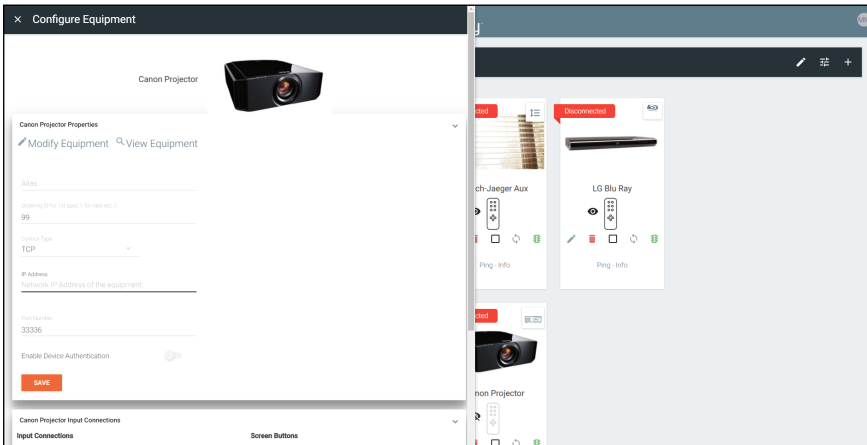 × Configure Equipment
y
Canon Projector
Canon Projector Properties
Modify Equipment View Equipment
Alias
Ordering (0 for 1st spot, 1 for next etc.)
99
Control Type
TCP
IP Address
Network IP Address of the equipment.
Port Number
33336
Enable Device Authentication
SAVE
Canon Projector Input Connections
Input Connections Screen Buttons
cted
ch-Jaeger Aux
Ping - Info
Disconnected
LG Blu Ray
Ping - Info
cted
non Projector